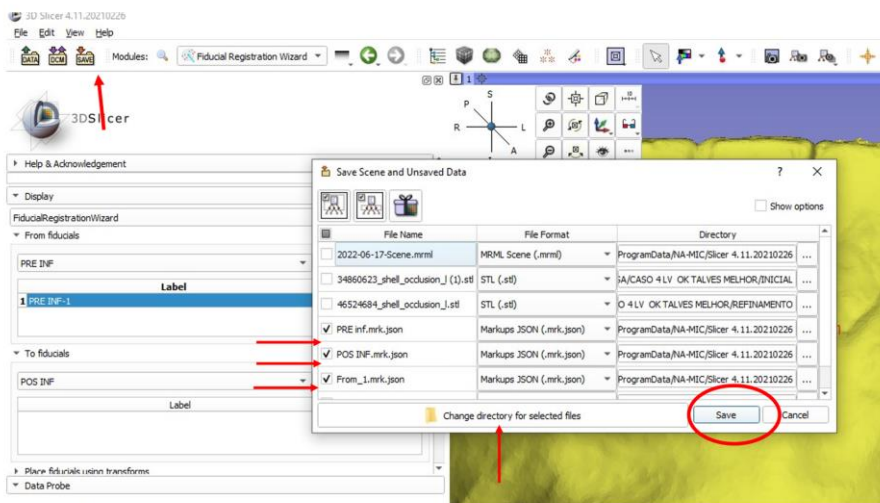 3D Slicer 4.11.20210226
File Edit View Help
DATA DCM SAVE Modules: Fiducial Registration Wizard
1
3DSlicer
S
P
R L
A
Help & Acknowledgement
Display
FiducialRegistrationWizard
From fiducials
PRE INF
Label
1 PRE INF-1
To fiducials
POS INF
Label
Place fiducials using transforms
Data Probe
Save Scene and Unsaved Data ? X
Show options
File Name File Format Directory
2022-06-17-Scene.mrml MRML Scene (.mrml) ProgramData/NA-MIC/Slicer 4.11.20210226 ...
34860623_shell_occlusion_l (1).stl STL (.stl) GA/CASO 4 LV OK TALVES MELHOR/INICIAL ...
46524684_shell_occlusion_l.stl STL (.stl) O 4 LV OK TALVES MELHOR/REFINAMENTO ...
PRE inf.mrk.json Markups JSON (.mrk.json) ProgramData/NA-MIC/Slicer 4.11.20210226 ...
POS INF.mrk.json Markups JSON (.mrk.json) ProgramData/NA-MIC/Slicer 4.11.20210226 ...
From_1.mrk.json Markups JSON (.mrk.json) ProgramData/NA-MIC/Slicer 4.11.20210226 ...
Change directory for selected files Save Cancel